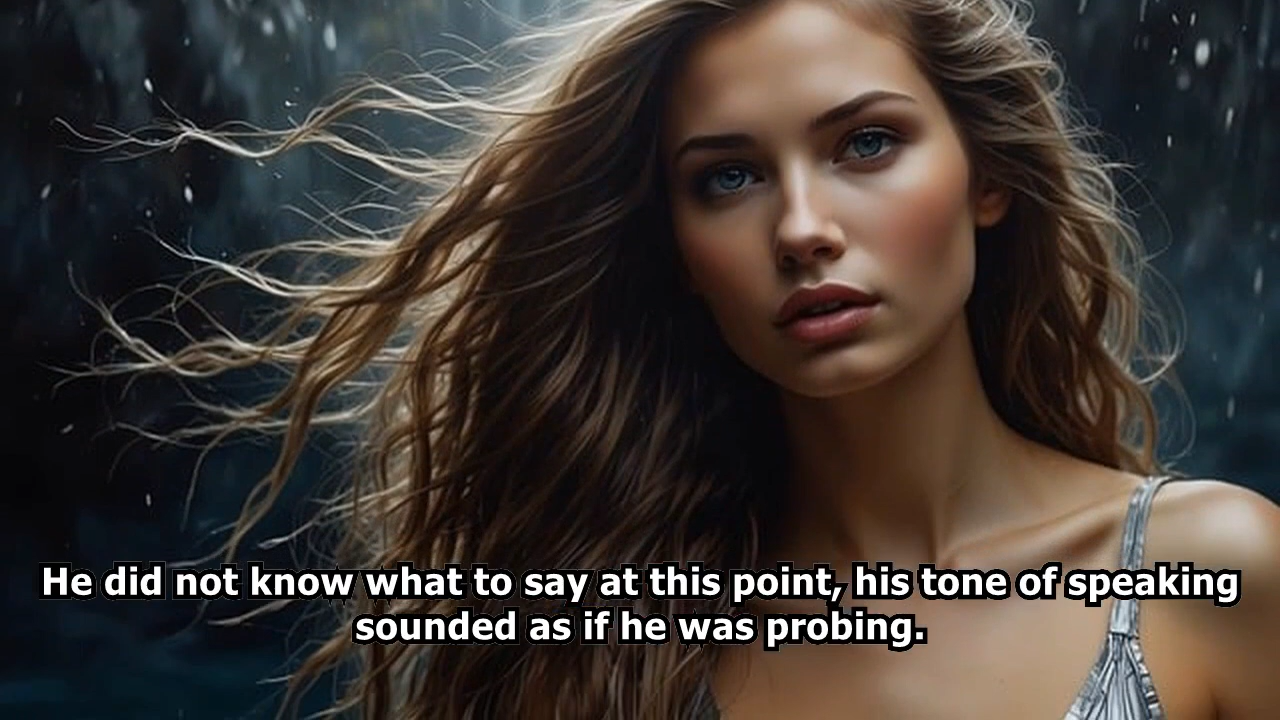 He did not know what to say at this point, his tone of speaking
sounded as if he was probing.